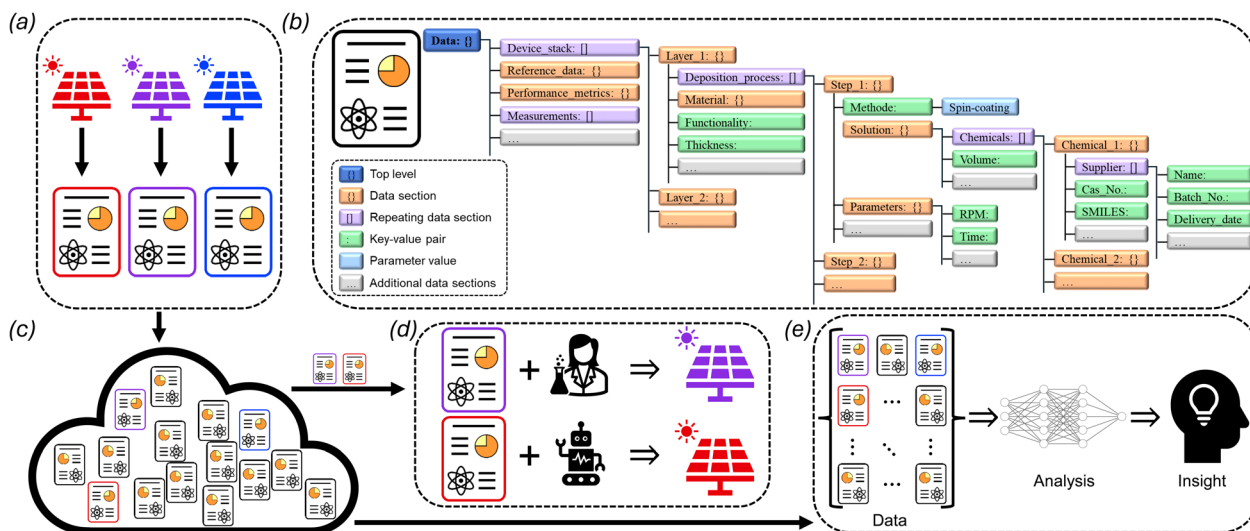 (a)
(b)
Data: {}
Device_stack: []
Reference_data: {}
Performance_metrics: {}
Measurements: []
...
Layer_1: {}
Deposition_process: []
Material: {}
Functionality:
Thickness:
...
Layer_2: {}
...
Step_1: {}
Methode:
Spin-coating
Solution: {}
Chemicals: []
Volume:
...
Parameters: {}
RPM:
Time:
...
...
Step_2: {}
...
Chemical_1: {}
Supplier: []
Cas_No.:
SMILES:
...
Chemical_2: {}
...
Name:
Batch_No.:
Delivery_date
...
{} Top level
{} Data section
[] Repeating data section
: Key-value pair
Parameter value
... Additional data sections
(c)
(d)
(e)
Data
Analysis
Insight